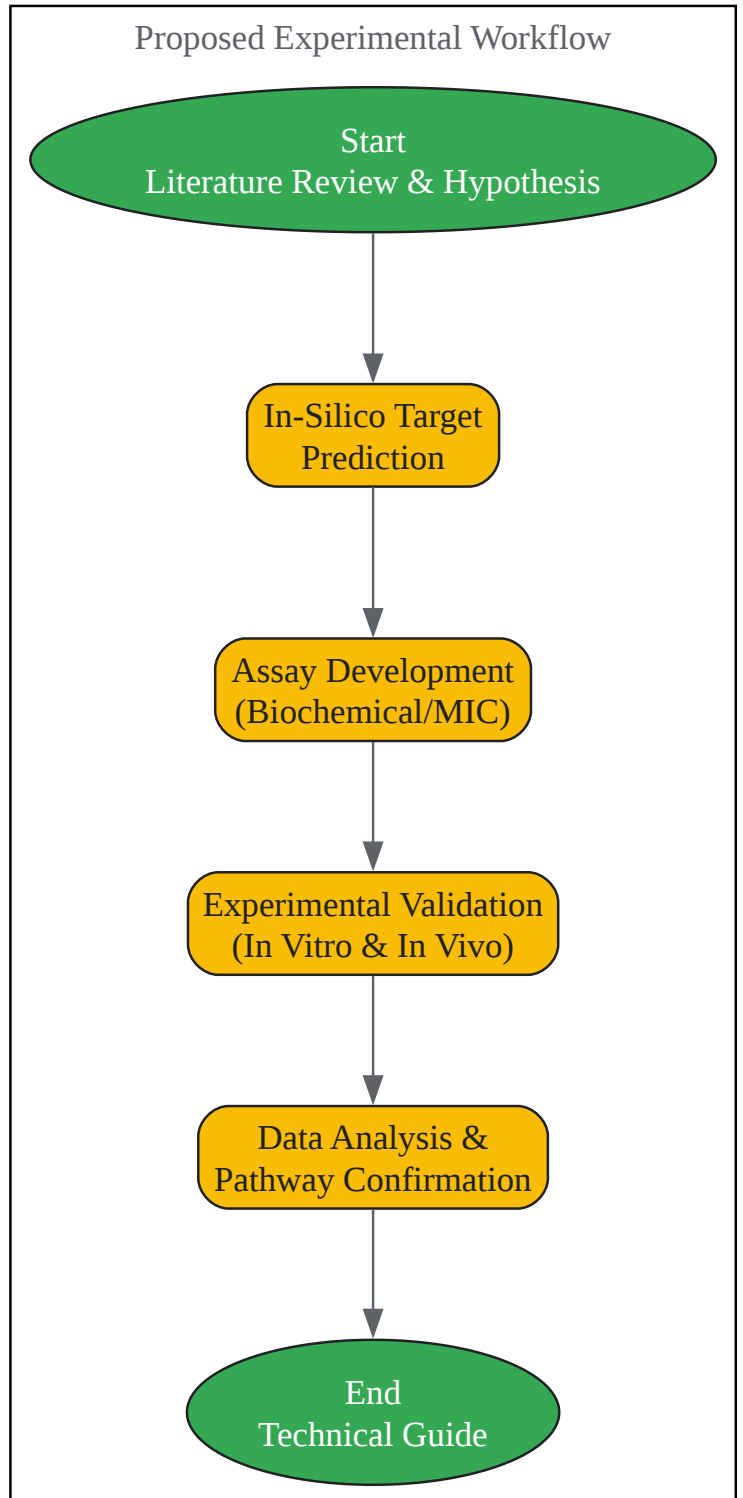 Proposed Experimental Workflow
Start
Literature Review & Hypothesis
In-Silico Target
Prediction
Assay Development
(Biochemical/MIC)
Experimental Validation
(In Vitro & In Vivo)
Data Analysis &
Pathway Confirmation
End
Technical Guide